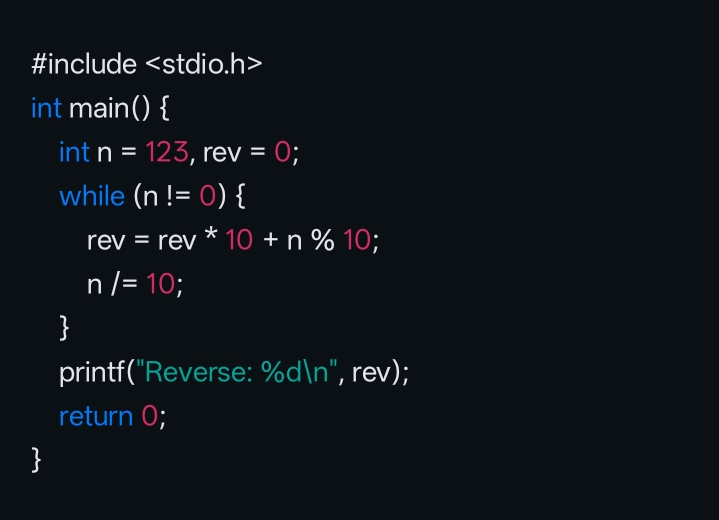 #include <stdio.h>
int main() {
    int n = 123, rev = 0;
    while (n != 0) {
        rev = rev * 10 + n % 10;
        n /= 10;
    }
    printf("Reverse: %d\n", rev);
    return 0;
}